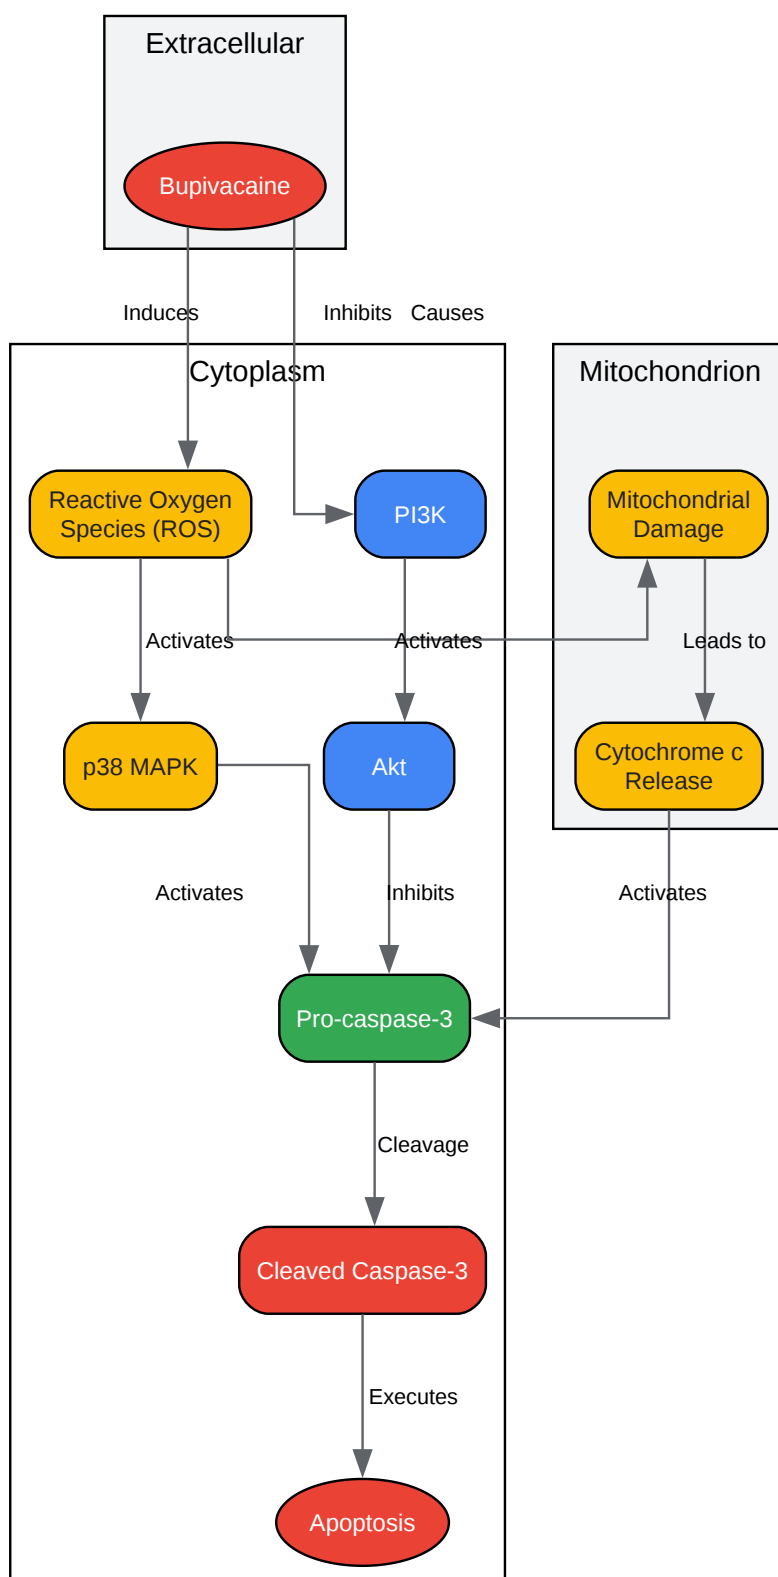 Extracellular
Bupivacaine
Induces
Inhibits
Causes
Cytoplasm
Mitochondrion
Reactive Oxygen
Species (ROS)
PI3K
Mitochondrial
Damage
Activates
Activates
Leads to
p38 MAPK
Akt
Cytochrome c
Release
Activates
Inhibits
Activates
Pro-caspase-3
Cleavage
Cleaved Caspase-3
Executes
Apoptosis